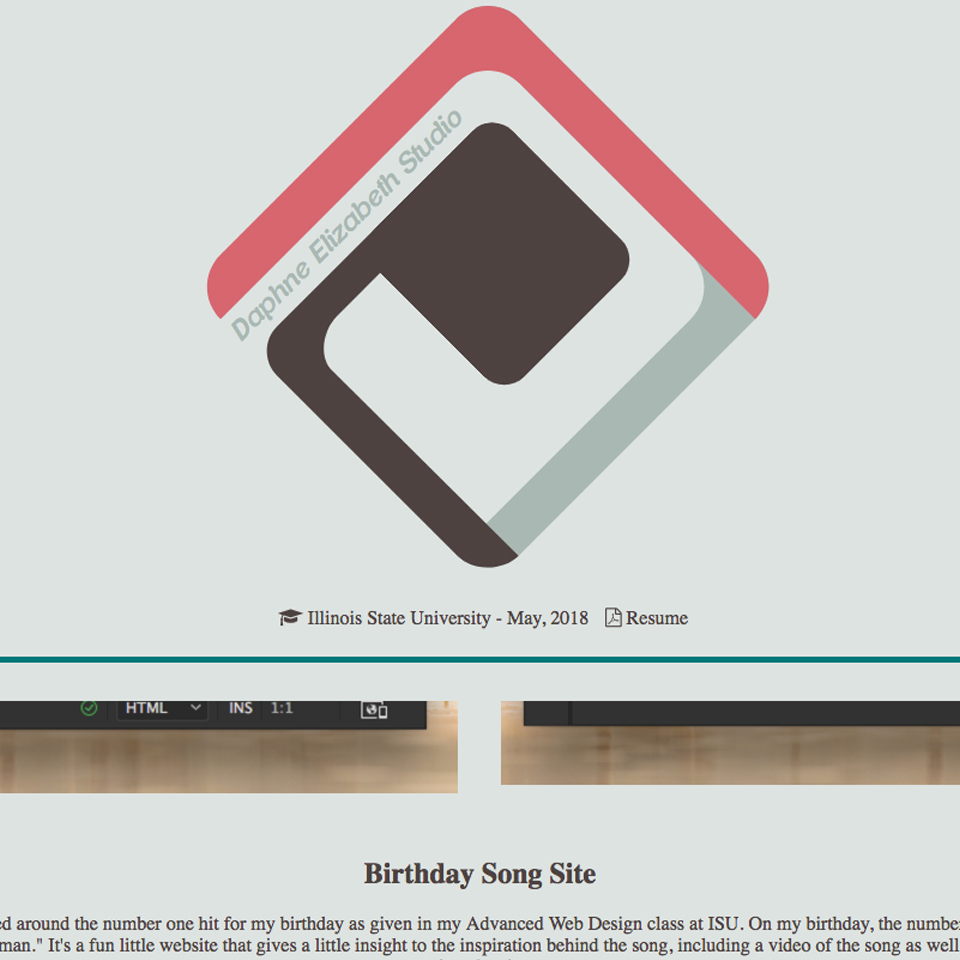 Daphne Elizabeth Studio
Illinois State University - May, 2018 Resume
HTML INS 1:1
Birthday Song Site
around the number one hit for my birthday as given in my Advanced Web Design class at ISU. On my birthday, the number
man." It's a fun little website that gives a little insight to the inspiration behind the song, including a video of the song as well